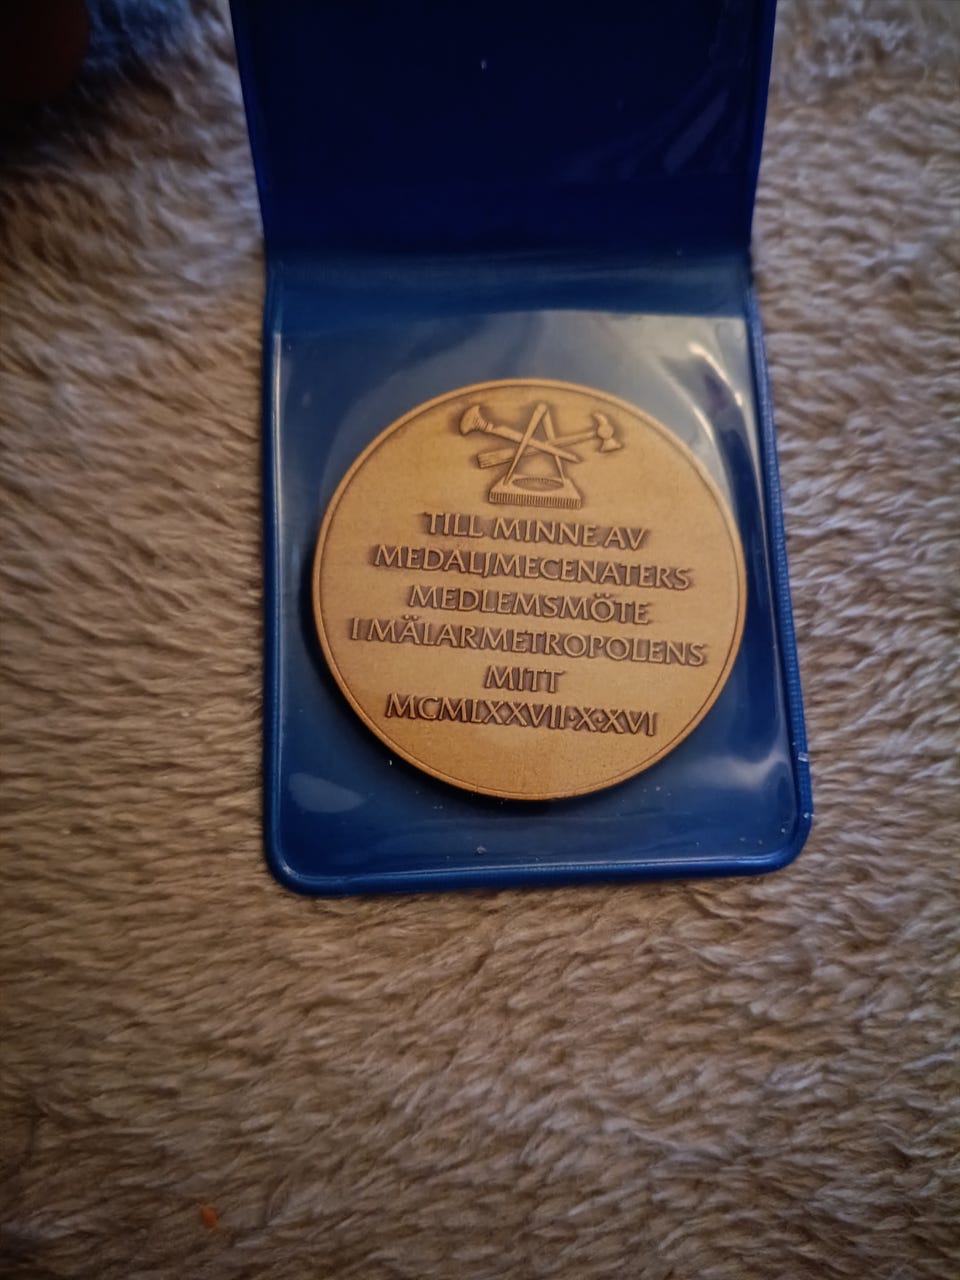 TILL MINNE AV
MEDALJMECENATERS
MEDLEMSMÖTE
I MÄLARMETROPOLENS
MITT
MCMLXXVII·X·XVI